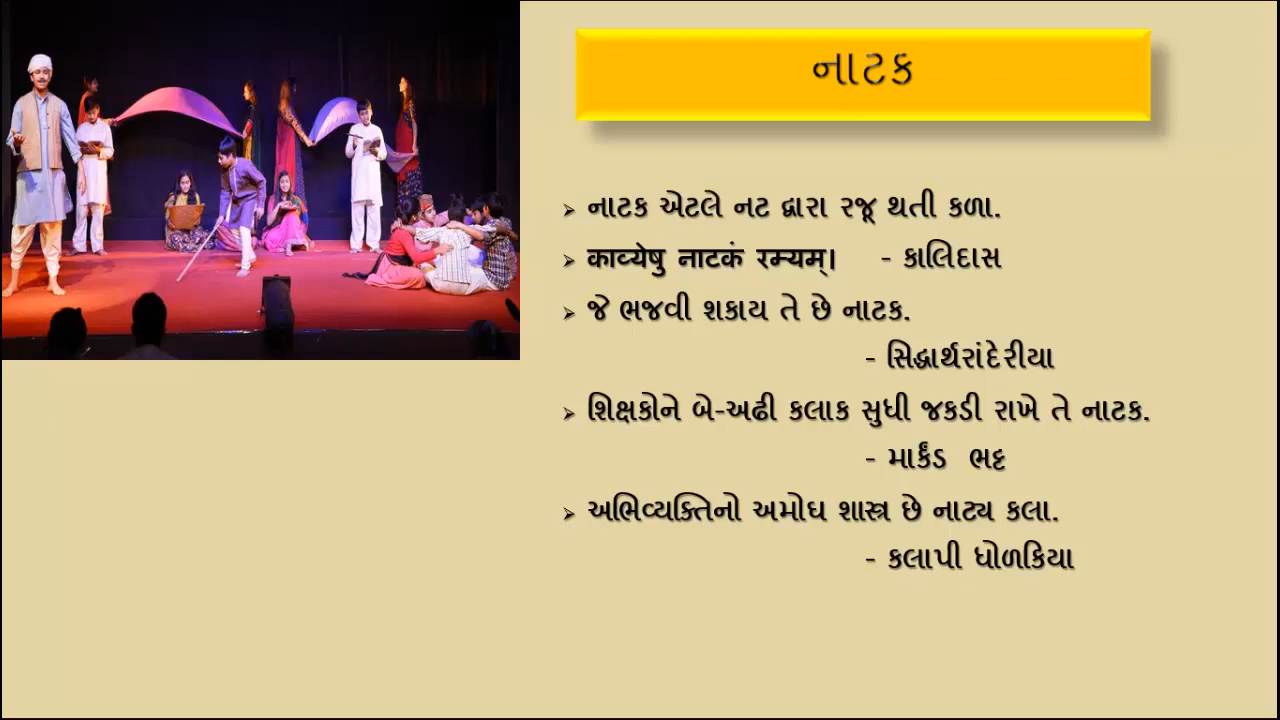 નાટક
➢ નાટક એટલે નટ દ્વારા રજૂ થતી કળા.
➢ काव्येषु नाटकं रम्यम्। - કાલિદાસ
➢ જે ભજવી શકાય તે છે નાટક.
- સિદ્ધાર્થરાંદેરીયા
➢ શિક્ષકોને બે-અઢી કલાક સુધી જકડી રાખે તે નાટક.
- માર્કંડ ભટ્ટ
➢ અભિવ્યક્તિનો અમોઘ શાસ્ત્ર છે નાટ્ય કલા.
- કલાપી ધોળકિયા